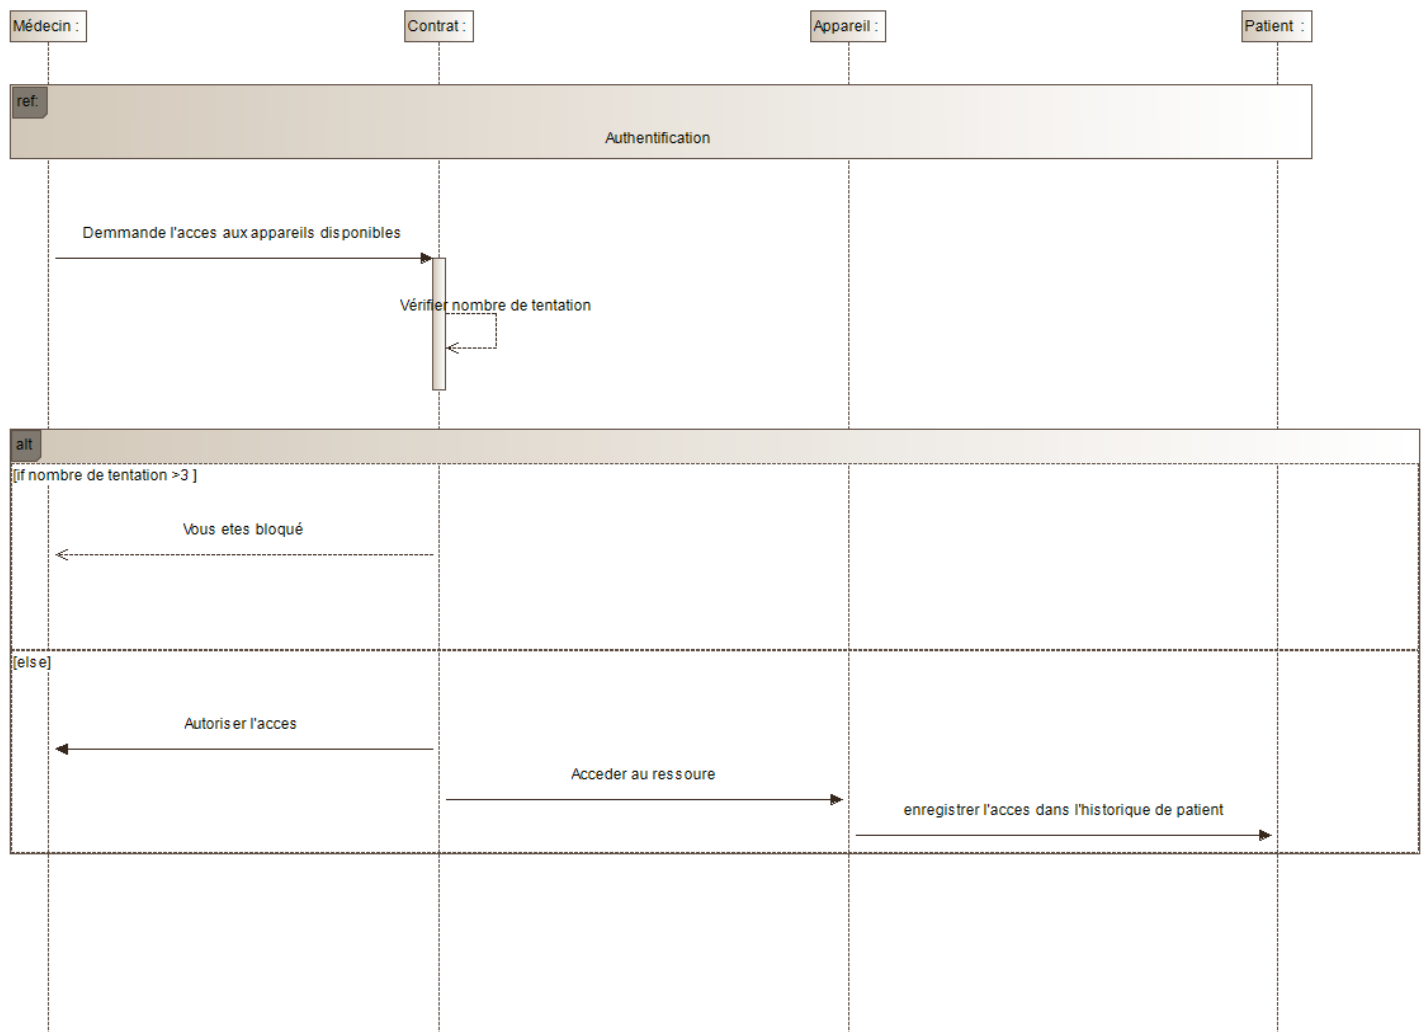 Médecin :
Contrat :
Appareil :
Patient :
ref:
Authentification
Demmande l'acces aux appareils disponibles
Vérifier nombre de tentation
alt
[if nombre de tentation >3 ]
Vous etes bloqué
[else]
Autoriser l'acces
Acceder au ressoure
enregistrer l'acces dans l'historique de patient